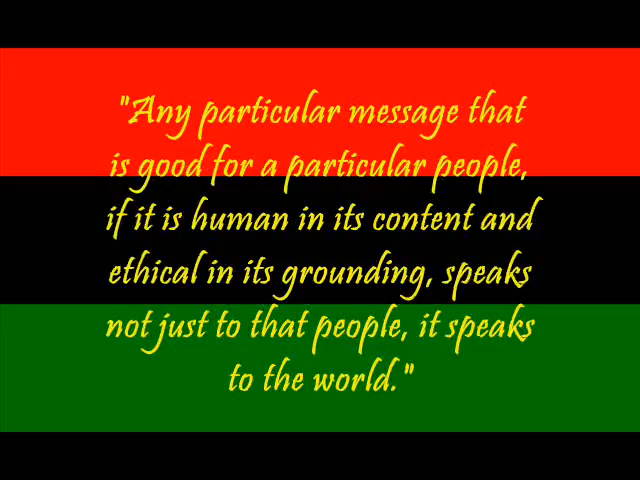 "Any particular message that
is good for a particular people,
if it is human in its content and
ethical in its grounding, speaks
not just to that people, it speaks
to the world."